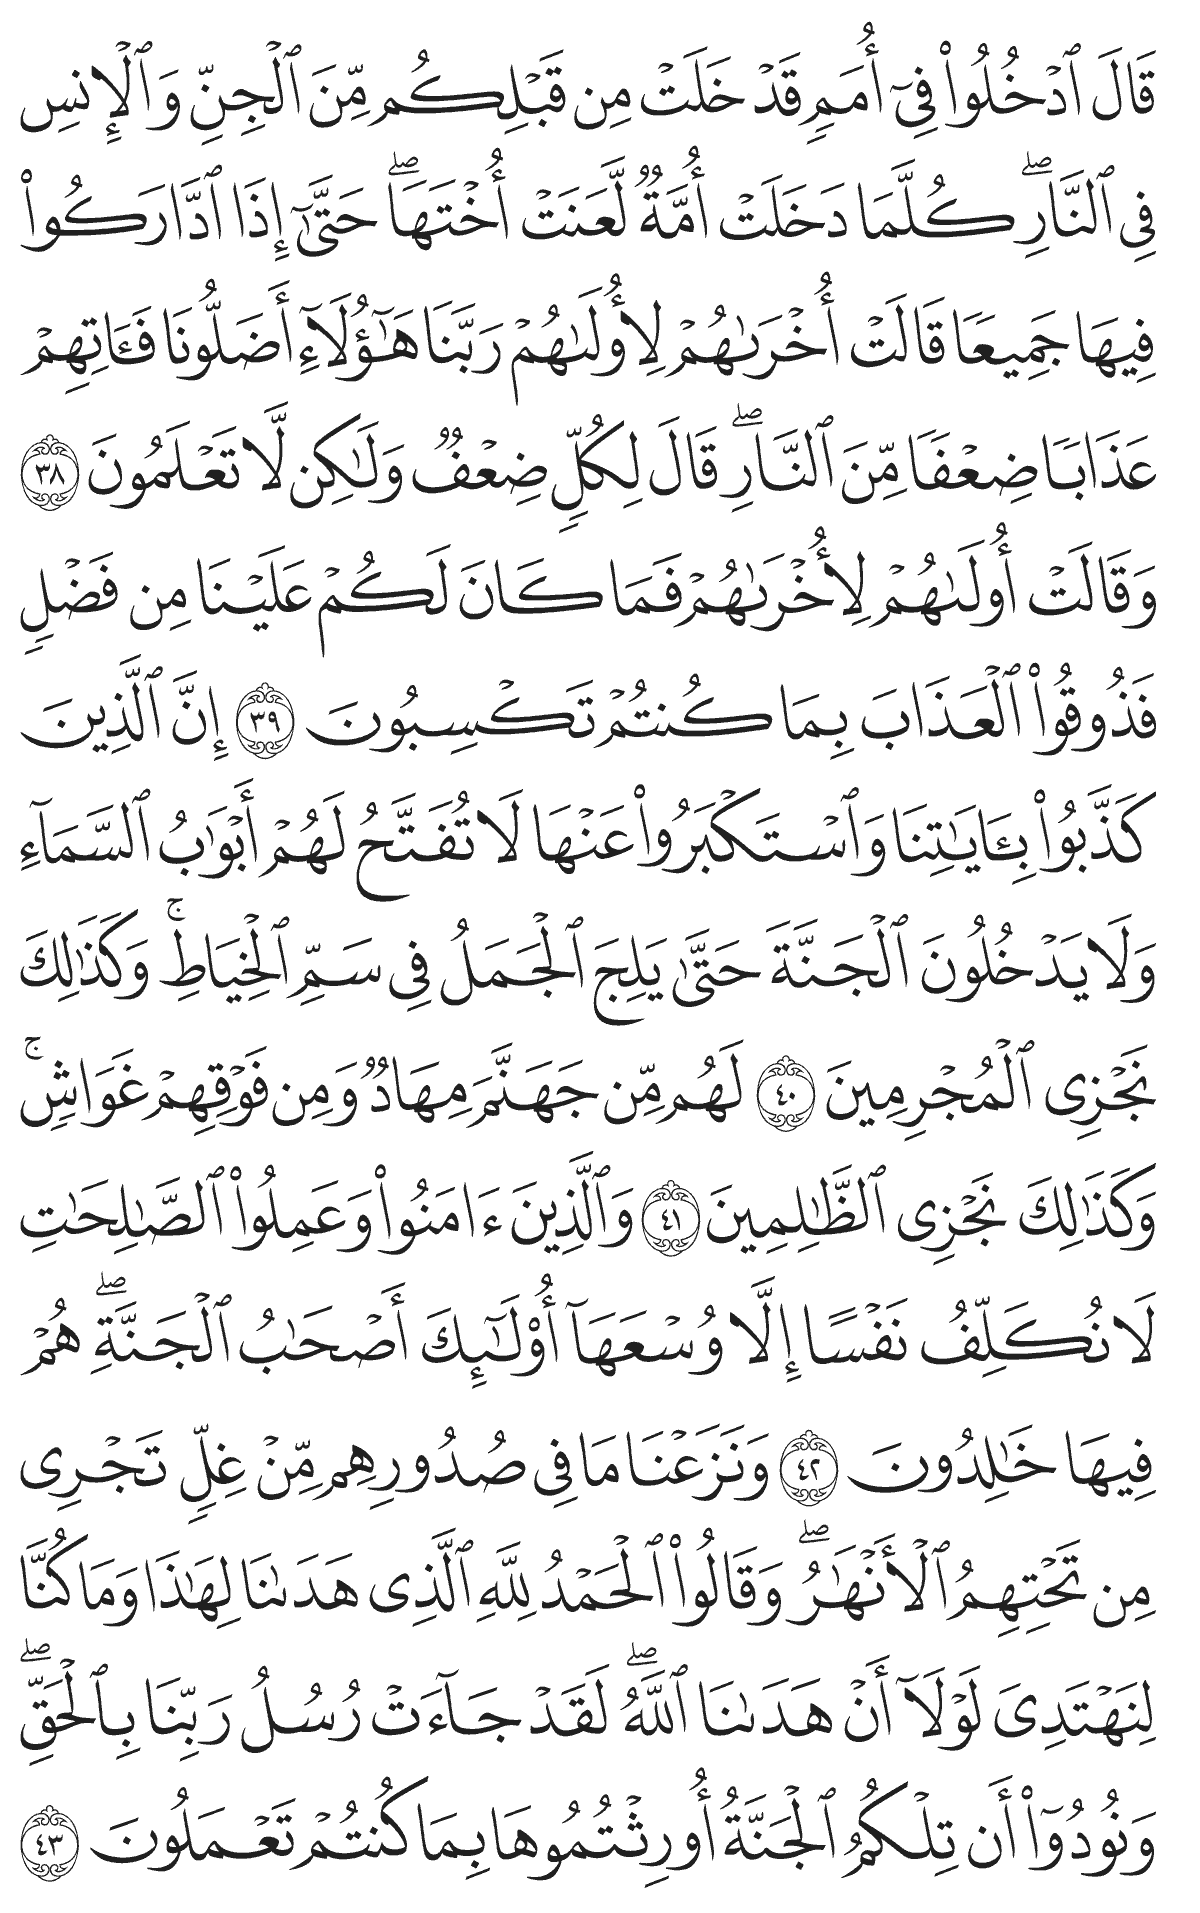 قَالَ ٱدۡخُلُواْ فِيٓ أُمَمٖ قَدۡ خَلَتۡ مِن قَبۡلِكُم مِّنَ ٱلۡجِنِّ وَٱلۡإِنسِ
فِي ٱلنَّارِۖ كُلَّمَا دَخَلَتۡ أُمَّةٞ لَّعَنَتۡ أُخۡتَهَاۖ حَتَّىٰٓ إِذَا ٱدَّارَكُواْ
فِيهَا جَمِيعٗا قَالَتۡ أُخۡرَىٰهُمۡ لِأُولَىٰهُمۡ رَبَّنَا هَٰٓؤُلَآءِ أَضَلُّونَا فَـَٔاتِهِمۡ
عَذَابٗا ضِعۡفٗا مِّنَ ٱلنَّارِۖ قَالَ لِكُلّٖ ضِعۡفٞ وَلَٰكِن لَّا تَعۡلَمُونَ ٣٨
وَقَالَتۡ أُولَىٰهُمۡ لِأُخۡرَىٰهُمۡ فَمَا كَانَ لَكُمۡ عَلَيۡنَا مِن فَضۡلٖ
فَذُوقُواْ ٱلۡعَذَابَ بِمَا كُنتُمۡ تَكۡسِبُونَ ٣٩ إِنَّ ٱلَّذِينَ
كَذَّبُواْ بِـَٔايَٰتِنَا وَٱسۡتَكۡبَرُواْ عَنۡهَا لَا تُفَتَّحُ لَهُمۡ أَبۡوَٰبُ ٱلسَّمَآءِ
وَلَا يَدۡخُلُونَ ٱلۡجَنَّةَ حَتَّىٰ يَلِجَ ٱلۡجَمَلُ فِي سَمِّ ٱلۡخِيَاطِۚ وَكَذَٰلِكَ
نَجۡزِي ٱلۡمُجۡرِمِينَ ٤٠ لَهُم مِّن جَهَنَّمَ مِهَادٞ وَمِن فَوۡقِهِمۡ غَوَاشٖۚ
وَكَذَٰلِكَ نَجۡزِي ٱلظَّٰلِمِينَ ٤١ وَٱلَّذِينَ ءَامَنُواْ وَعَمِلُواْ ٱلصَّٰلِحَٰتِ
لَا نُكَلِّفُ نَفۡسًا إِلَّا وُسۡعَهَآ أُوْلَٰٓئِكَ أَصۡحَٰبُ ٱلۡجَنَّةِۖ هُمۡ
فِيهَا خَٰلِدُونَ ٤٢ وَنَزَعۡنَا مَا فِي صُدُورِهِم مِّنۡ غِلّٖ تَجۡرِي
مِن تَحۡتِهِمُ ٱلۡأَنۡهَٰرُۖ وَقَالُواْ ٱلۡحَمۡدُ لِلَّهِ ٱلَّذِي هَدَىٰنَا لِهَٰذَا وَمَا كُنَّا
لِنَهۡتَدِيَ لَوۡلَآ أَنۡ هَدَىٰنَا ٱللَّهُۖ لَقَدۡ جَآءَتۡ رُسُلُ رَبِّنَا بِٱلۡحَقِّۖ
وَنُودُوٓاْ أَن تِلۡكُمُ ٱلۡجَنَّةُ أُورِثۡتُمُوهَا بِمَا كُنتُمۡ تَعۡمَلُونَ ٤٣